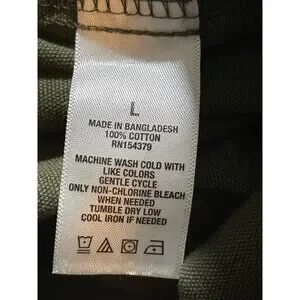 L
MADE IN BANGLADESH
100% COTTON
RN154379
MACHINE WASH COLD WITH
LIKE COLORS
GENTLE CYCLE
ONLY NON-CHLORINE BLEACH
WHEN NEEDED
TUMBLE DRY LOW
COOL IRON IF NEEDED